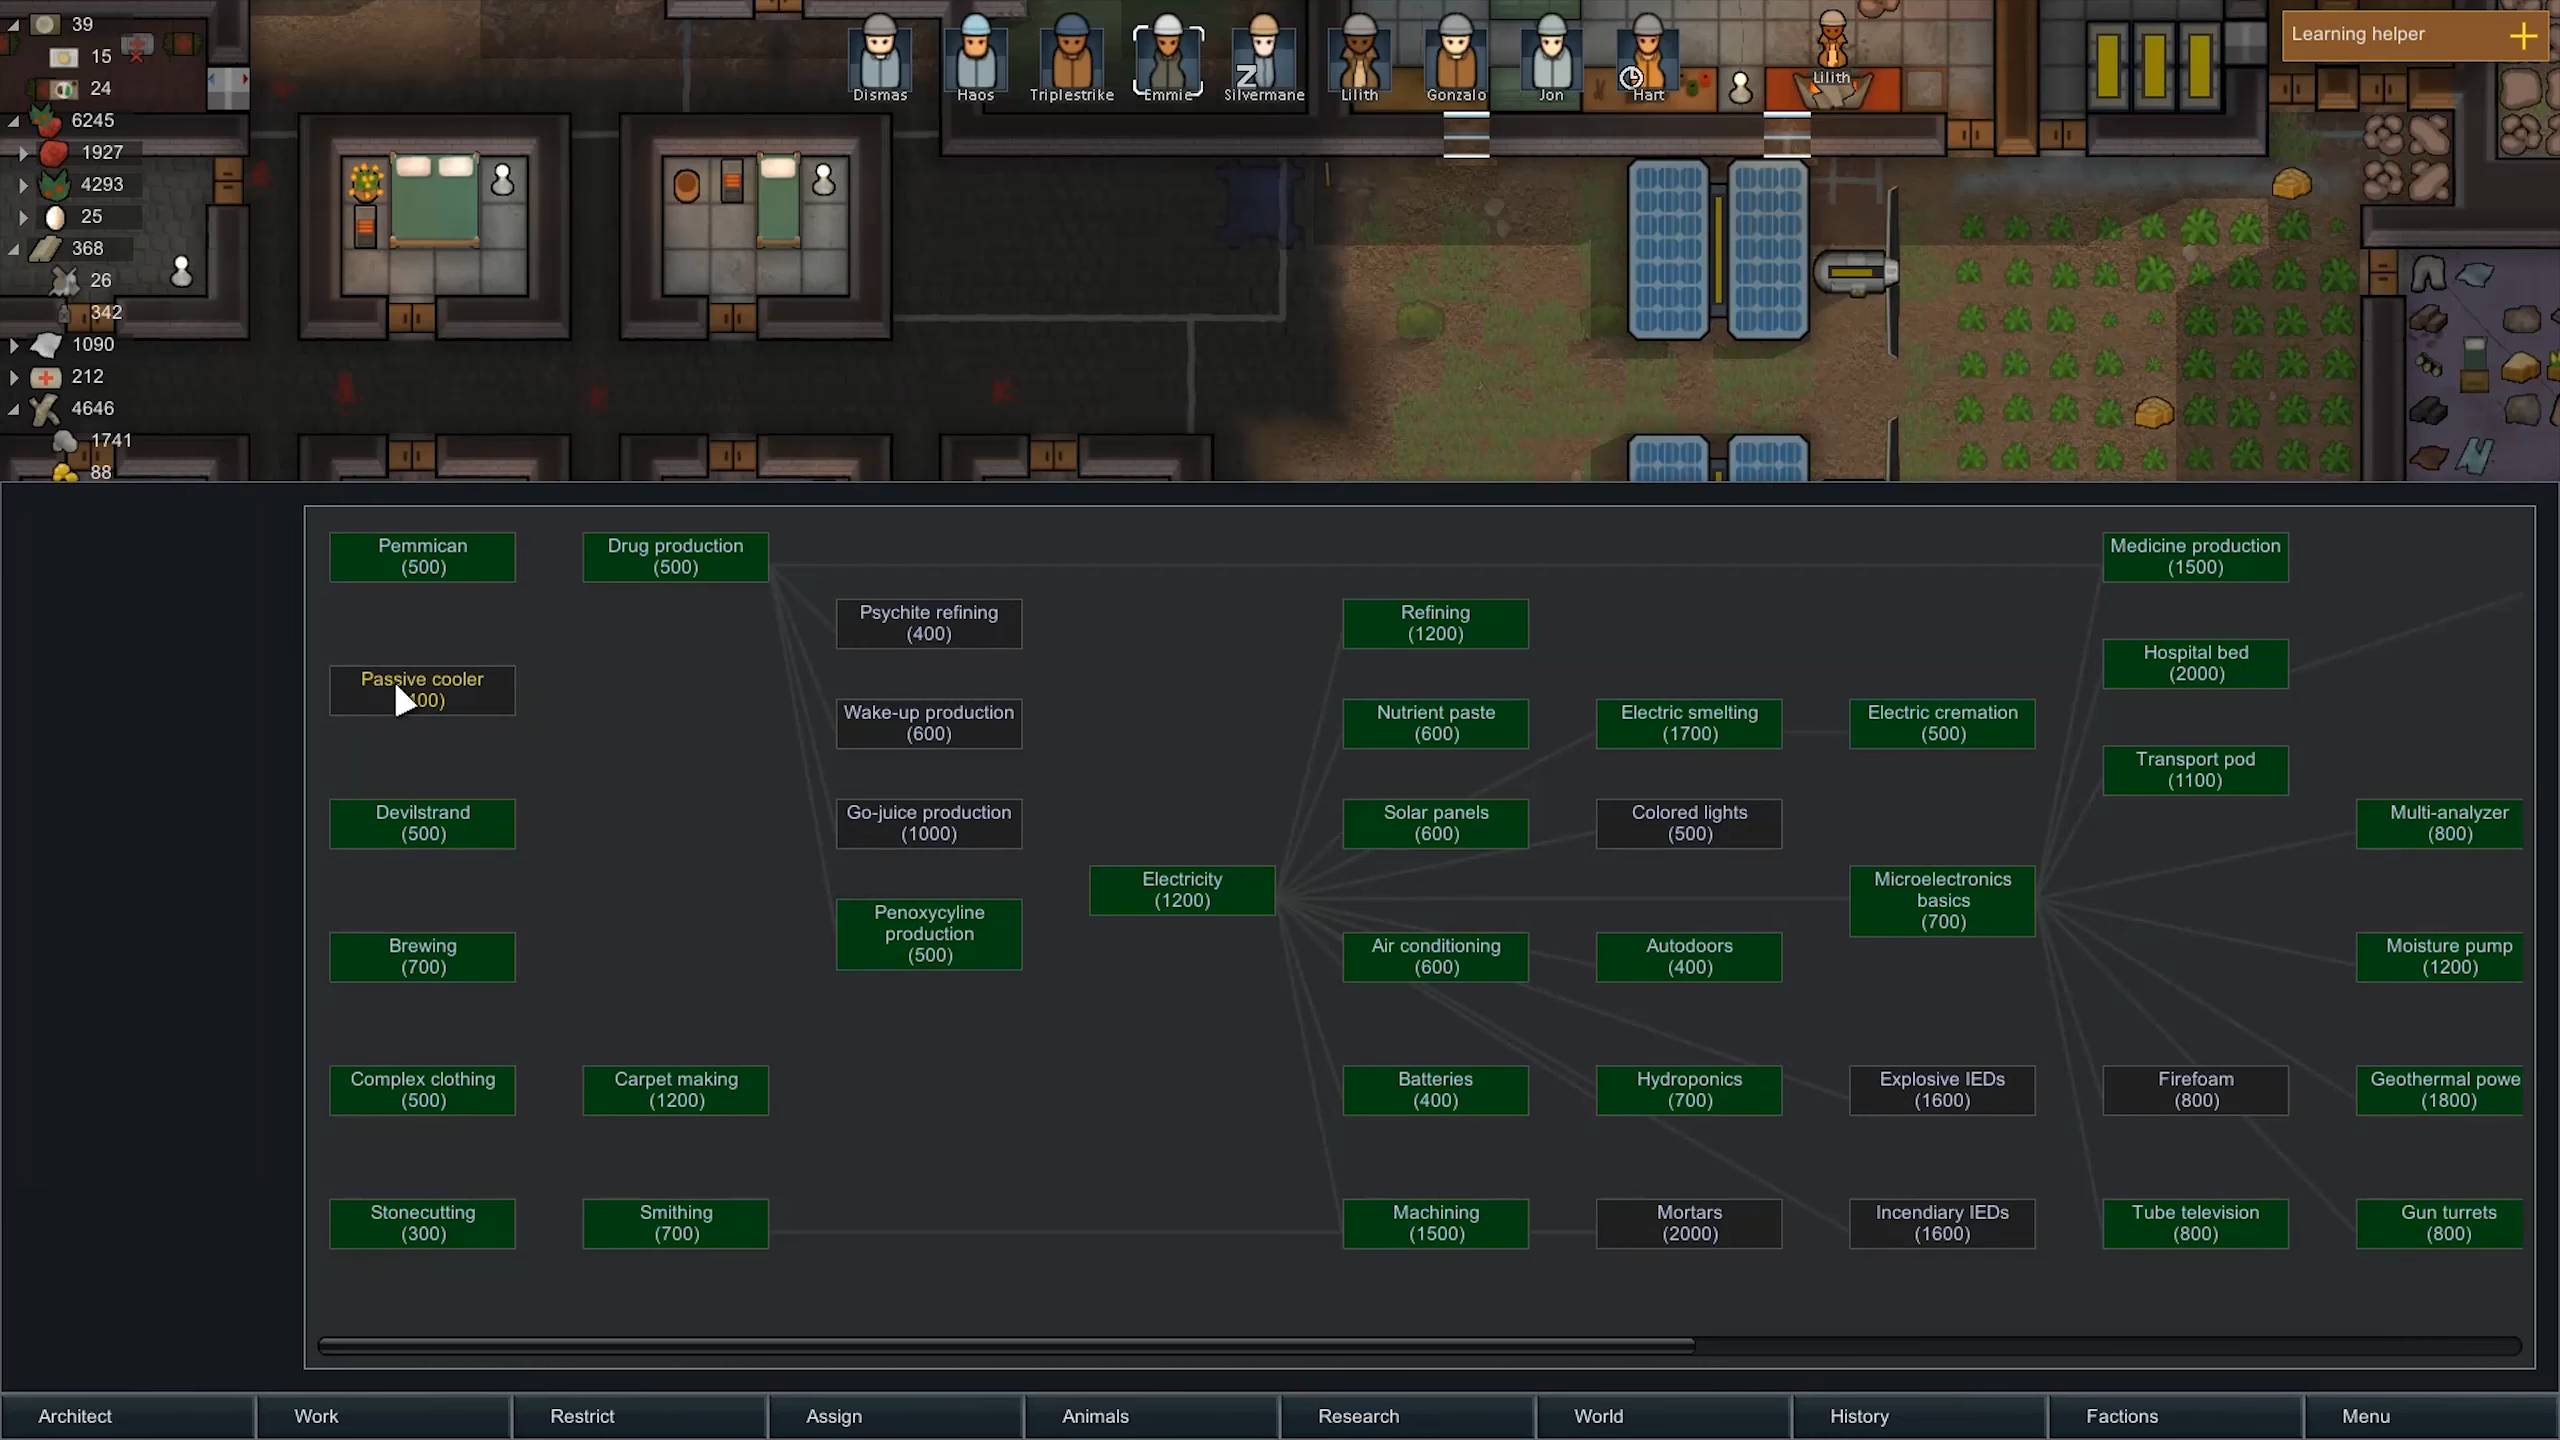 39
15
24
6245
1927
4293
25
368
26
342
1090
212
4646
1741
88
Dismas
Haos
Triplestrike
Emmie
Silvermane
Z
Lilith
Gonzalo
Jon
Hart
Lilith
Learning helper
Pemmican
(500)
Drug production
(500)
Medicine production
(1500)
Psychite refining
(400)
Refining
(1200)
Hospital bed
(2000)
Passive cooler
00)
Wake-up production
(600)
Nutrient paste
(600)
Electric smelting
(1700)
Electric cremation
(500)
Transport pod
(1100)
Devilstrand
(500)
Go-juice production
(1000)
Solar panels
(600)
Colored lights
(500)
Multi-analyzer
(800)
Electricity
(1200)
Microelectronics
basics
(700)
Penoxycyline
production
(500)
Brewing
(700)
Air conditioning
(600)
Autodoors
(400)
Moisture pump
(1200)
Complex clothing
(500)
Carpet making
(1200)
Batteries
(400)
Hydroponics
(700)
Explosive IEDs
(1600)
Firefoam
(800)
Geothermal powe
(1800)
Stonecutting
(300)
Smithing
(700)
Machining
(1500)
Mortars
(2000)
Incendiary IEDs
(1600)
Tube television
(800)
Gun turrets
(800)
Architect
Work
Restrict
Assign
Animals
Research
World
History
Factions
Menu